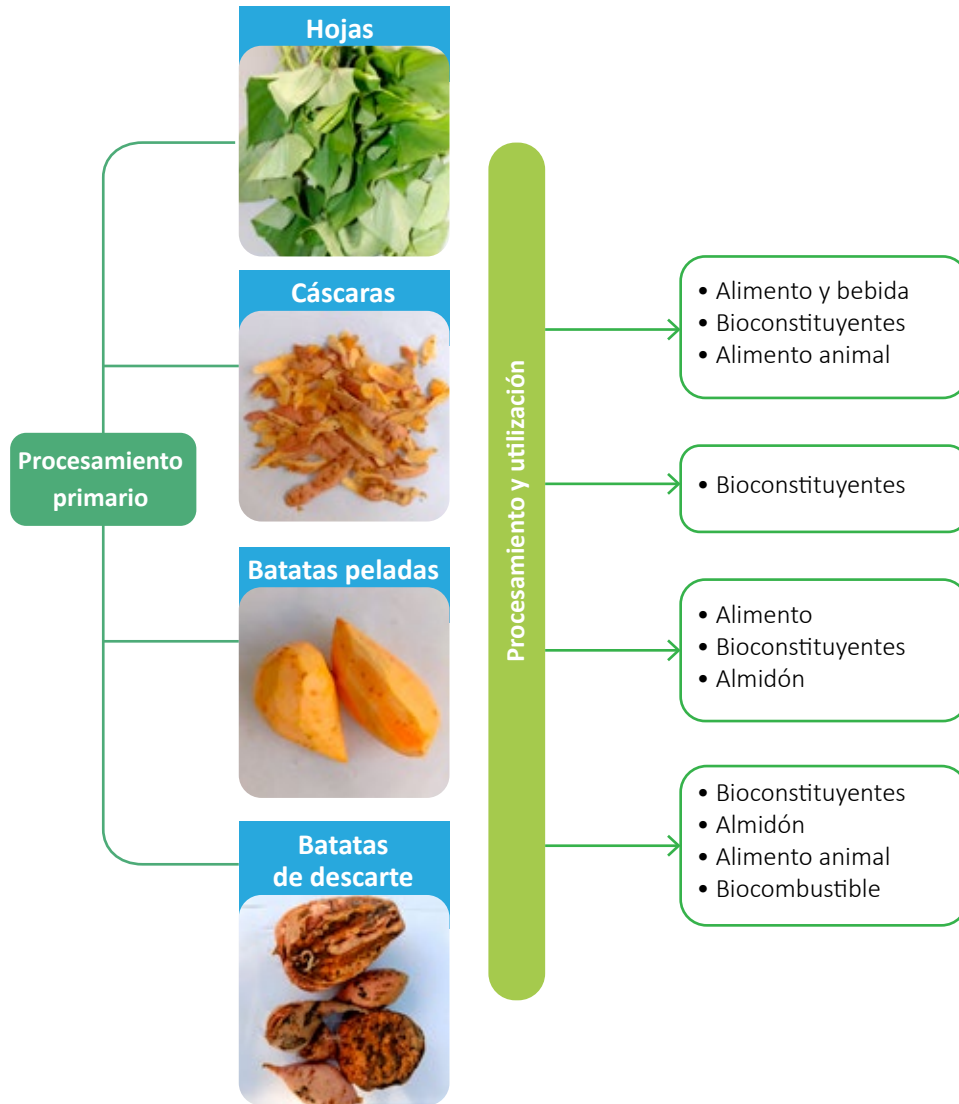 Hojas
Cáscaras
Procesamiento
primario
Batatas peladas
Batatas
de descarte
Procesamiento y utilización
• Alimento y bebida
• Bioconstituyentes
• Alimento animal
• Bioconstituyentes
• Alimento
• Bioconstituyentes
• Almidón
• Bioconstituyentes
• Almidón
• Alimento animal
• Biocombustible